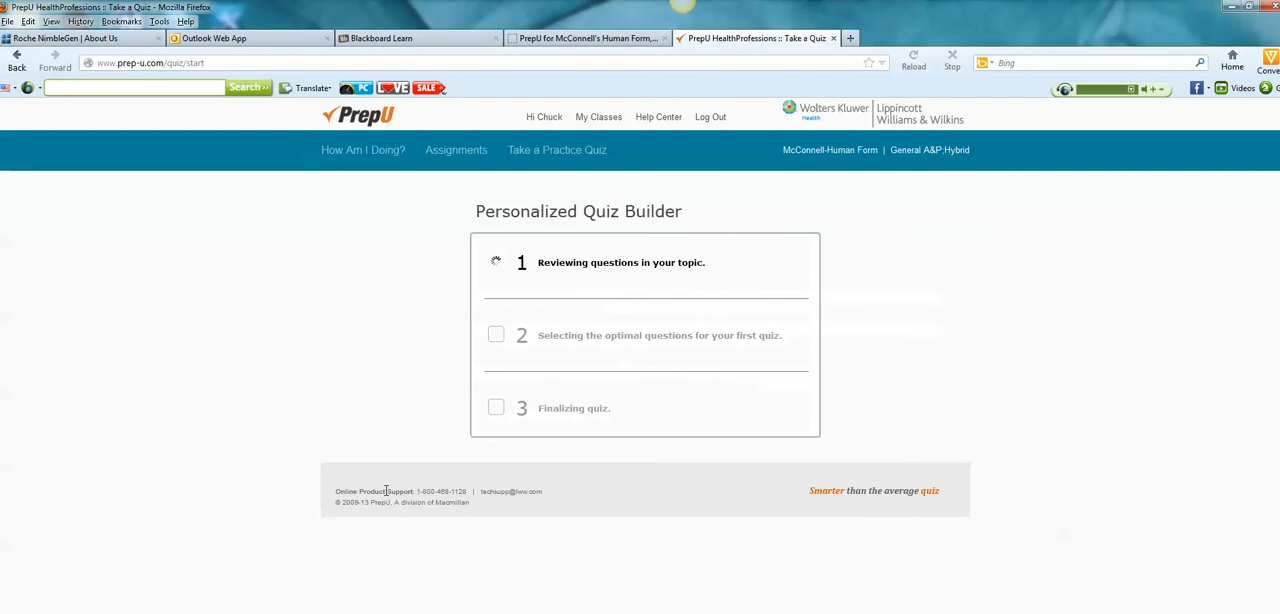 PrepU HealthProfessions :: Take a Quiz - Mozilla Firefox
File Edit View History Bookmarks Tools Help
Roche NimbleGen | About Us Outlook Web App Blackboard Learn PrepU for McConnell's Human Form,... PrepU HealthProfessions :: Take a Quiz
Back Forward www.prep-u.com/quiz/start Reload Stop Bing Home
Search Translate PC LOVE SALE Videos
PrepU Hi Chuck My Classes Help Center Log Out Wolters Kluwer Health Lippincott Williams & Wilkins
How Am I Doing? Assignments Take a Practice Quiz McConnell-Human Form | General A&P;Hybrid
Personalized Quiz Builder
1 Reviewing questions in your topic.
2 Selecting the optimal questions for your first quiz.
3 Finalizing quiz.
Online Product Support: 1-800-468-1128 | techsupp@lww.com
© 2009-13 PrepU, A division of Macmillan
Smarter than the average quiz